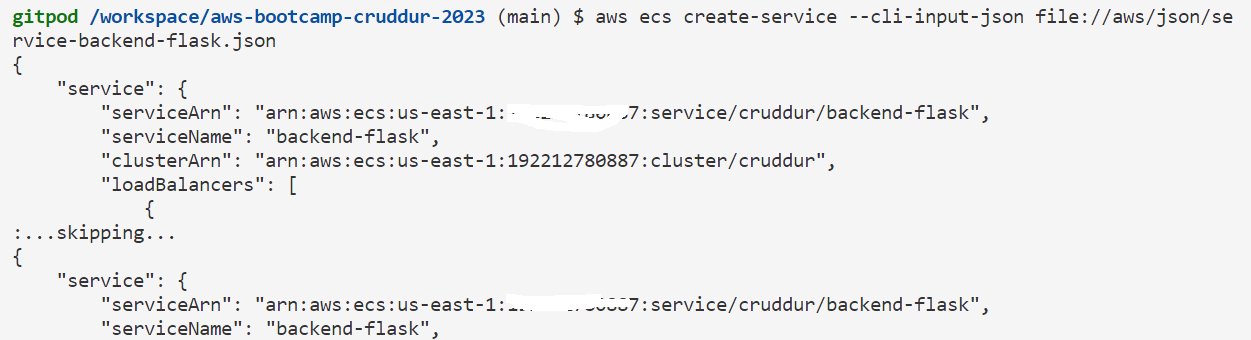 gitpod /workspace/aws-bootcamp-cruddur-2023 (main) $ aws ecs create-service --cli-input-json file://aws/json/se
rvice-backend-flask.json
{
"service": {
"serviceArn": "arn:aws:ecs:us-east-1: 7:service/cruddur/backend-flask",
"serviceName": "backend-flask",
"clusterArn": "arn:aws:ecs:us-east-1:192212780887:cluster/cruddur",
"loadBalancers": [
{
:...skipping...
{
"service": {
"serviceArn": "arn:aws:ecs:us-east-1: 7:service/cruddur/backend-flask",
"serviceName": "backend-flask",